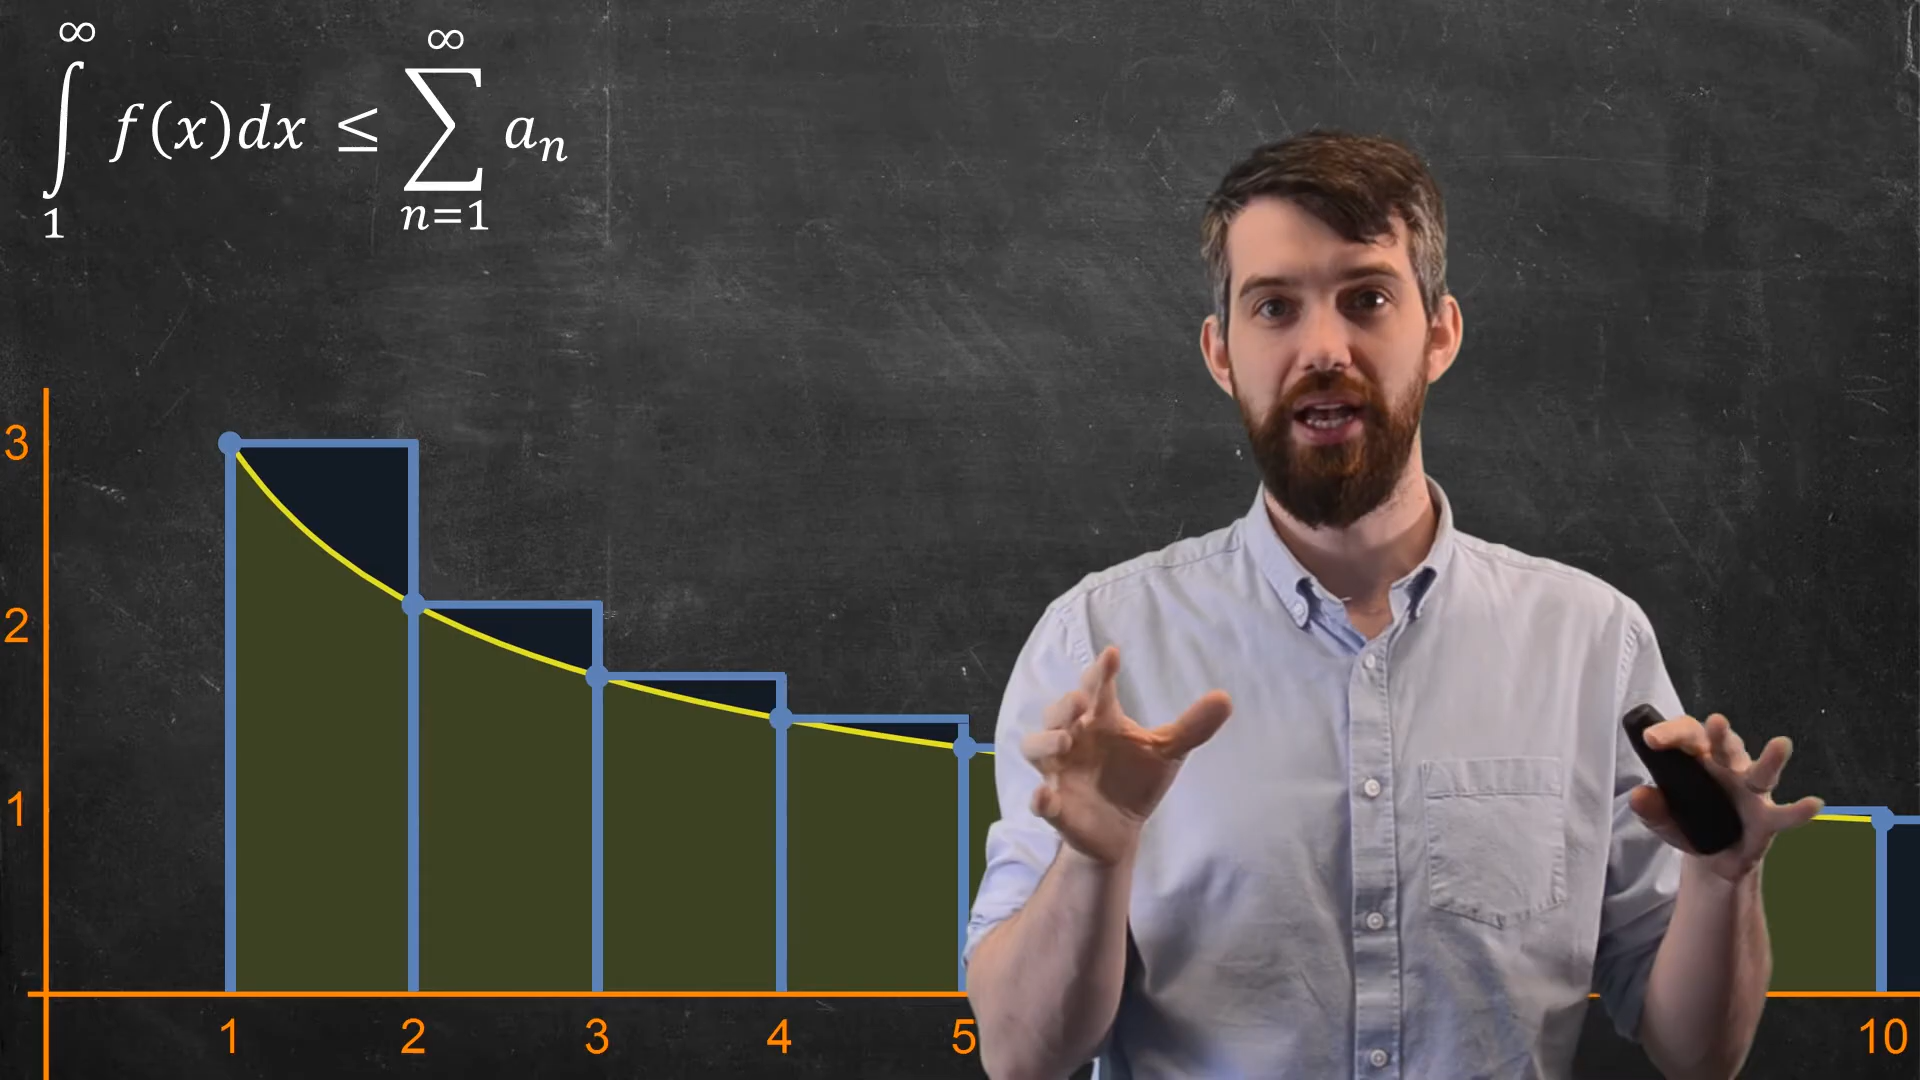 ∞ ∞
∫ f(x)dx ≤ ∑ aₙ
1 n=1
3
2
1
1 2 3 4 5 10